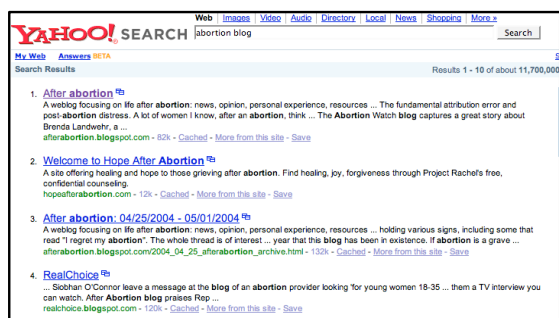 Web | Images | Video | Audio | Directory | Local | News | Shopping | More »
YAHOO! SEARCH abortion blog Search
My Web Answers BETA S
Search Results Results 1 - 10 of about 11,700,000
1. After abortion
A weblog focusing on life after abortion: news, opinion, personal experience, resources ... The fundamental attribution error and
post-abortion distress. A lot of women I know, after an abortion, think ... The Abortion Watch blog captures a great story about
Brenda Landwehr, a ...
afterabortion.blogspot.com - 82k - Cached - More from this site - Save
2. Welcome to Hope After Abortion
A site offering healing and hope to those grieving after abortion. Find healing, joy, forgiveness through Project Rachel's free,
confidential counseling.
hopeafterabortion.com - 12k - Cached - More from this site - Save
3. After abortion: 04/25/2004 - 05/01/2004
A weblog focusing on life after abortion: news, opinion, personal experience, resources ... holding various signs, including some that
read "I regret my abortion". The whole thread is of interest ... year that this blog has been in existence. If abortion is a grave ...
afterabortion.blogspot.com/2004_04_25_afterabortion_archive.html - 132k - Cached - More from this site - Save
4. RealChoice
... Siobhan O'Connor leave a message at the blog of an abortion provider looking 'for young women 18-35 ... them a TV interview you
can watch. After Abortion blog praises Rep ...
realchoice.blogspot.com - 120k - Cached - More from this site - Save